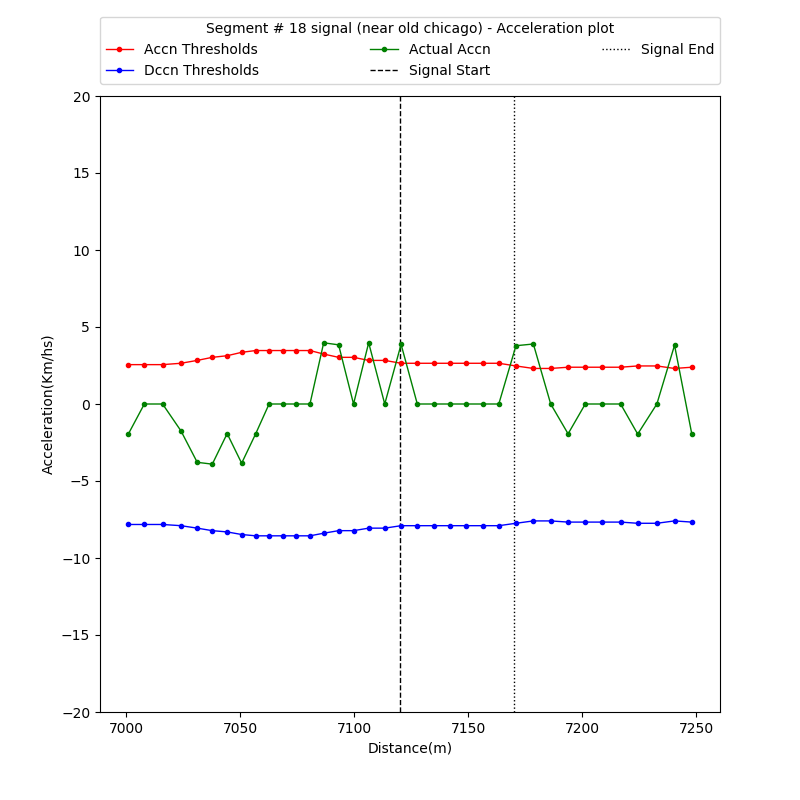 Segment # 18 signal (near old chicago) - Acceleration plot
Accn Thresholds Actual Accn Signal End
Dccn Thresholds Signal Start
20
15
10
5
0
−5
−10
−15
−20
Acceleration(Km/hs)
7000 7050 7100 7150 7200 7250
Distance(m)